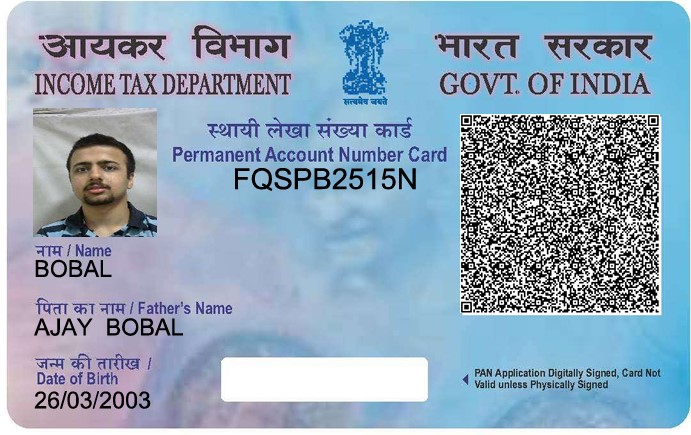 आयकर विभाग
INCOME TAX DEPARTMENT
सत्यमेव जयते
भारत सरकार
GOVT. OF INDIA
स्थायी लेखा संख्या कार्ड
Permanent Account Number Card
FQSPB2515N
नाम / Name
BOBAL
पिता का नाम / Father's Name
AJAY BOBAL
जन्म की तारीख /
Date of Birth
26/03/2003
PAN Application Digitally Signed, Card Not
Valid unless Physically Signed